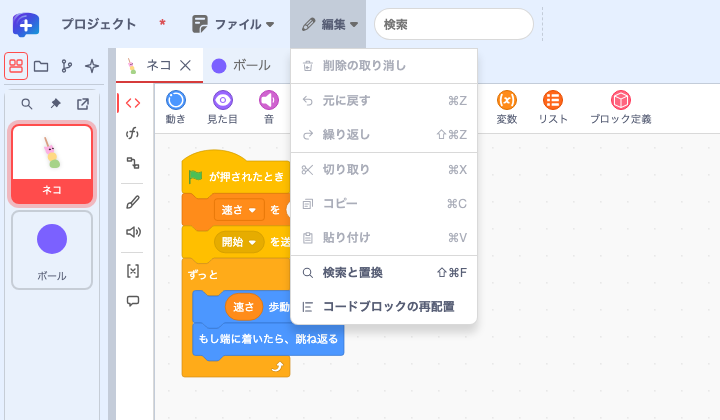 プロジェクト * ファイル 編集 検索
ネコ ボール
削除の取り消し
元に戻す ⌘Z
繰り返し ⇧⌘Z
切り取り ⌘X
コピー ⌘C
貼り付け ⌘V
検索と置換 ⇧⌘F
コードブロックの再配置
動き 見た目 音 変数 リスト ブロック定義
ネコ
ボール
が押されたとき
速さ を
開始 を送
ずっと
速さ 歩動
もし端に着いたら、跳ね返る